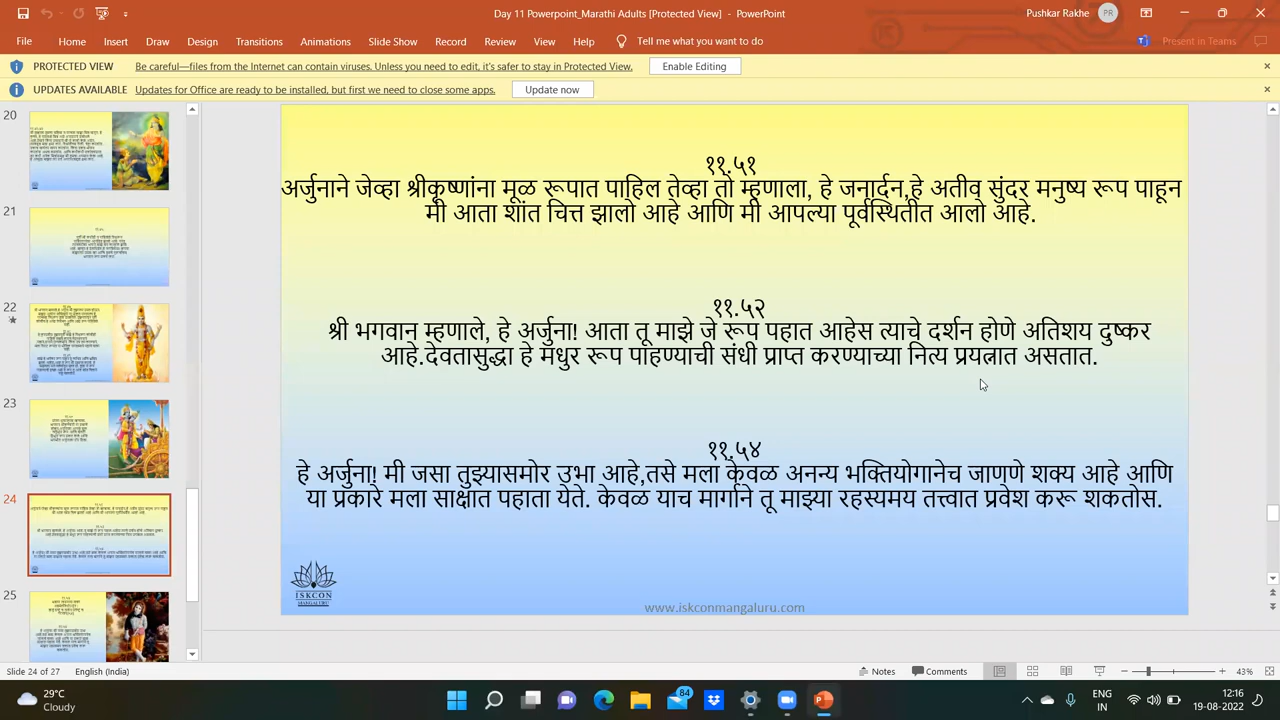 Day 11 Powerpoint_Marathi Adults [Protected View] - PowerPoint
Pushkar Rakhe
PR
File Home Insert Draw Design Transitions Animations Slide Show Record Review View Help Tell me what you want to do
Present in Teams
PROTECTED VIEW Be careful—files from the Internet can contain viruses. Unless you need to edit, it's safer to stay in Protected View. Enable Editing
UPDATES AVAILABLE Updates for Office are ready to be installed, but first we need to close some apps. Update now
20
21
22
23
24
25
११.५१
अर्जुनाने जेव्हा श्रीकृष्णांना मूळ रूपात पाहिल तेव्हा तो म्हणाला, हे जनार्दन,हे अतीव सुंदर मनुष्य रूप पाहून
मी आता शांत चित्त झालो आहे आणि मी आपल्या पूर्वस्थितीत आलो आहे.
११.५२
श्री भगवान म्हणाले, हे अर्जुना! आता तू माझे जे रूप पहात आहेस त्याचे दर्शन होणे अतिशय दुष्कर
आहे.देवतासुद्धा हे मधुर रूप पाहण्याची संधी प्राप्त करण्याच्या नित्य प्रयत्नात असतात.
११.५४
हे अर्जुना! मी जसा तुझ्यासमोर उभा आहे,तसे मला केवळ अनन्य भक्तियोगानेच जाणणे शक्य आहे आणि
या प्रकारे मला साक्षात पहाता येते. केवळ याच मार्गाने तू माझ्या रहस्यमय तत्त्वात प्रवेश करू शकतोस.
ISKCON
MANGALURU
www.iskconmangaluru.com
Slide 24 of 27 English (India) Notes Comments 43%
29°C
Cloudy
84
ENG
IN
12:16
19-08-2022